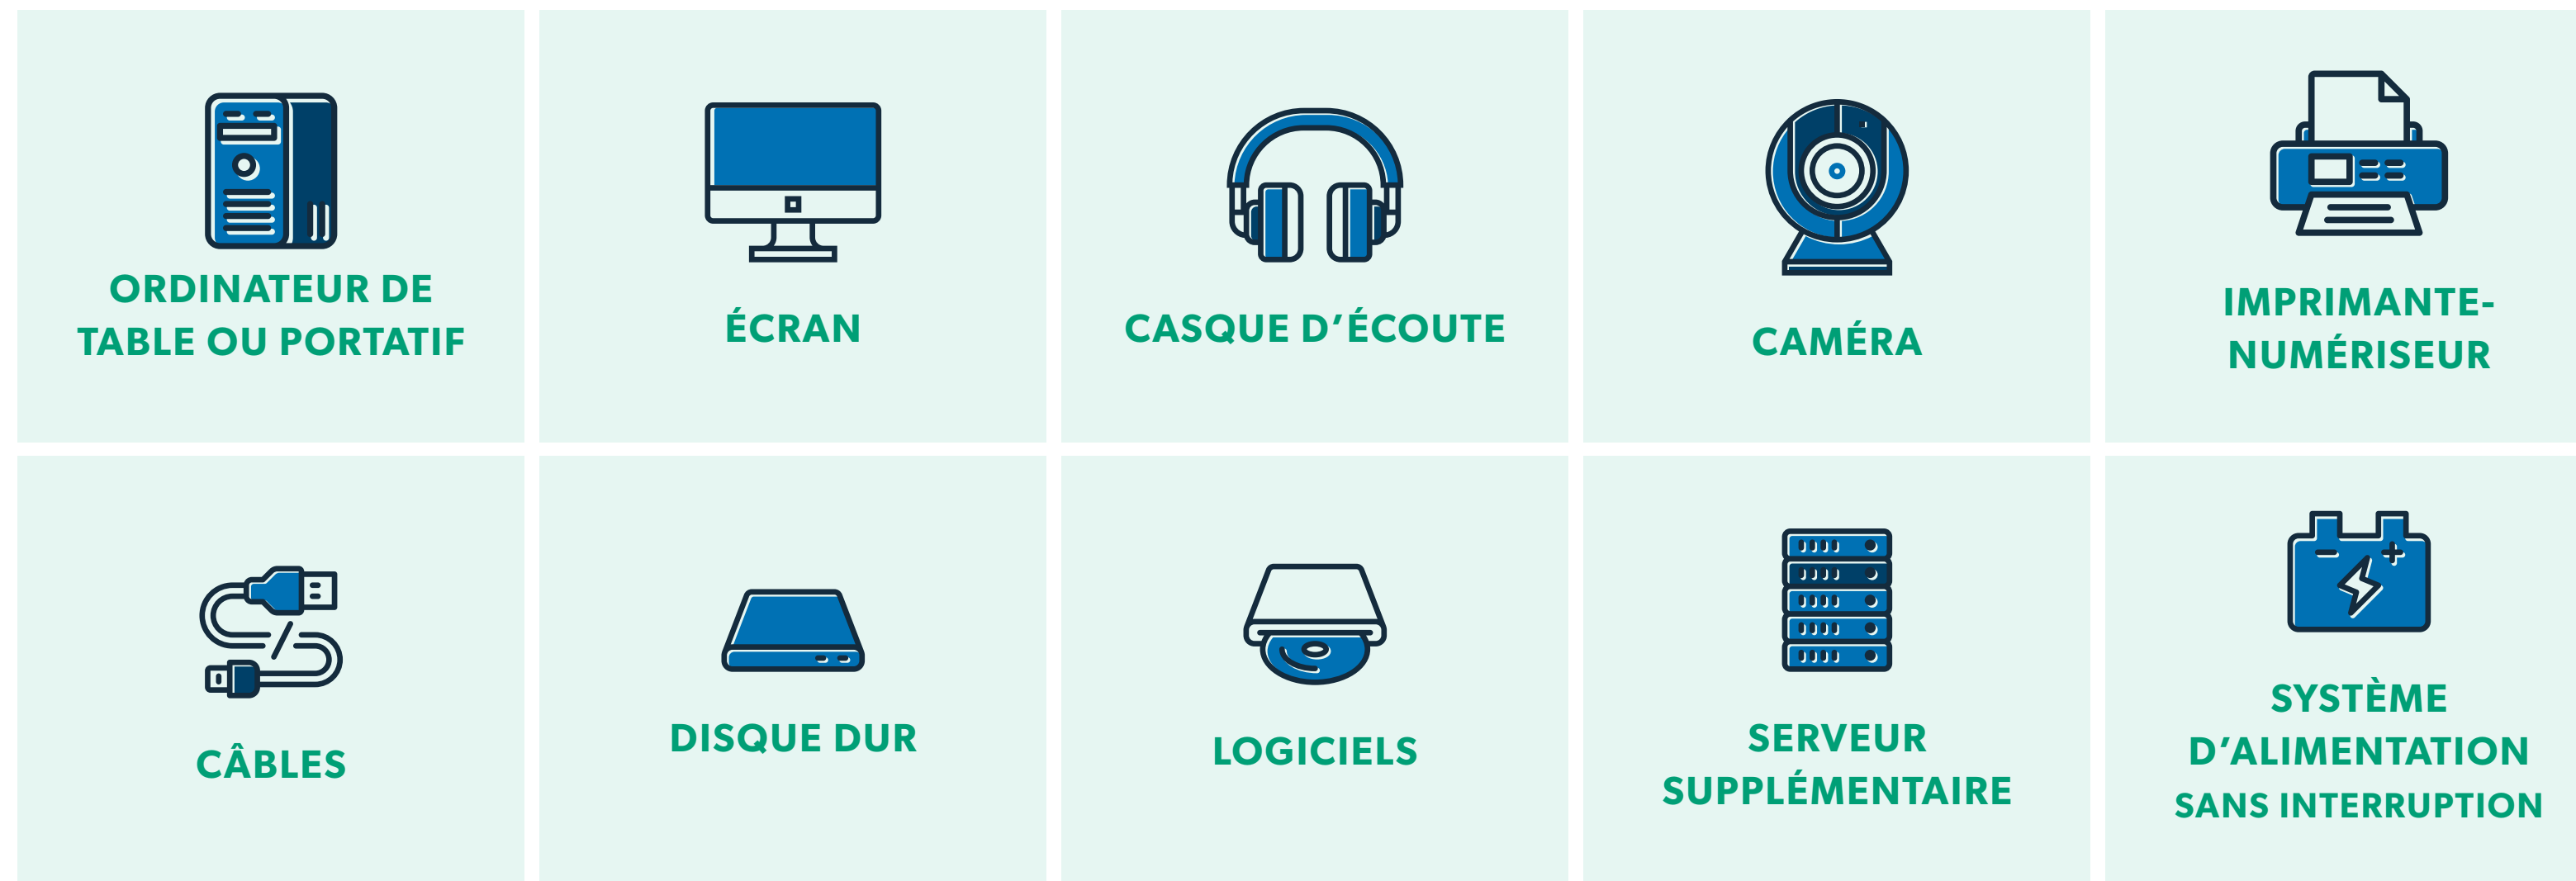 ORDINATEUR DE
TABLE OU PORTATIF
ÉCRAN
CASQUE D’ÉCOUTE
CAMÉRA
IMPRIMANTE-
NUMÉRISEUR
CÂBLES
DISQUE DUR
LOGICIELS
SERVEUR
SUPPLÉMENTAIRE
SYSTÈME
D’ALIMENTATION
SANS INTERRUPTION